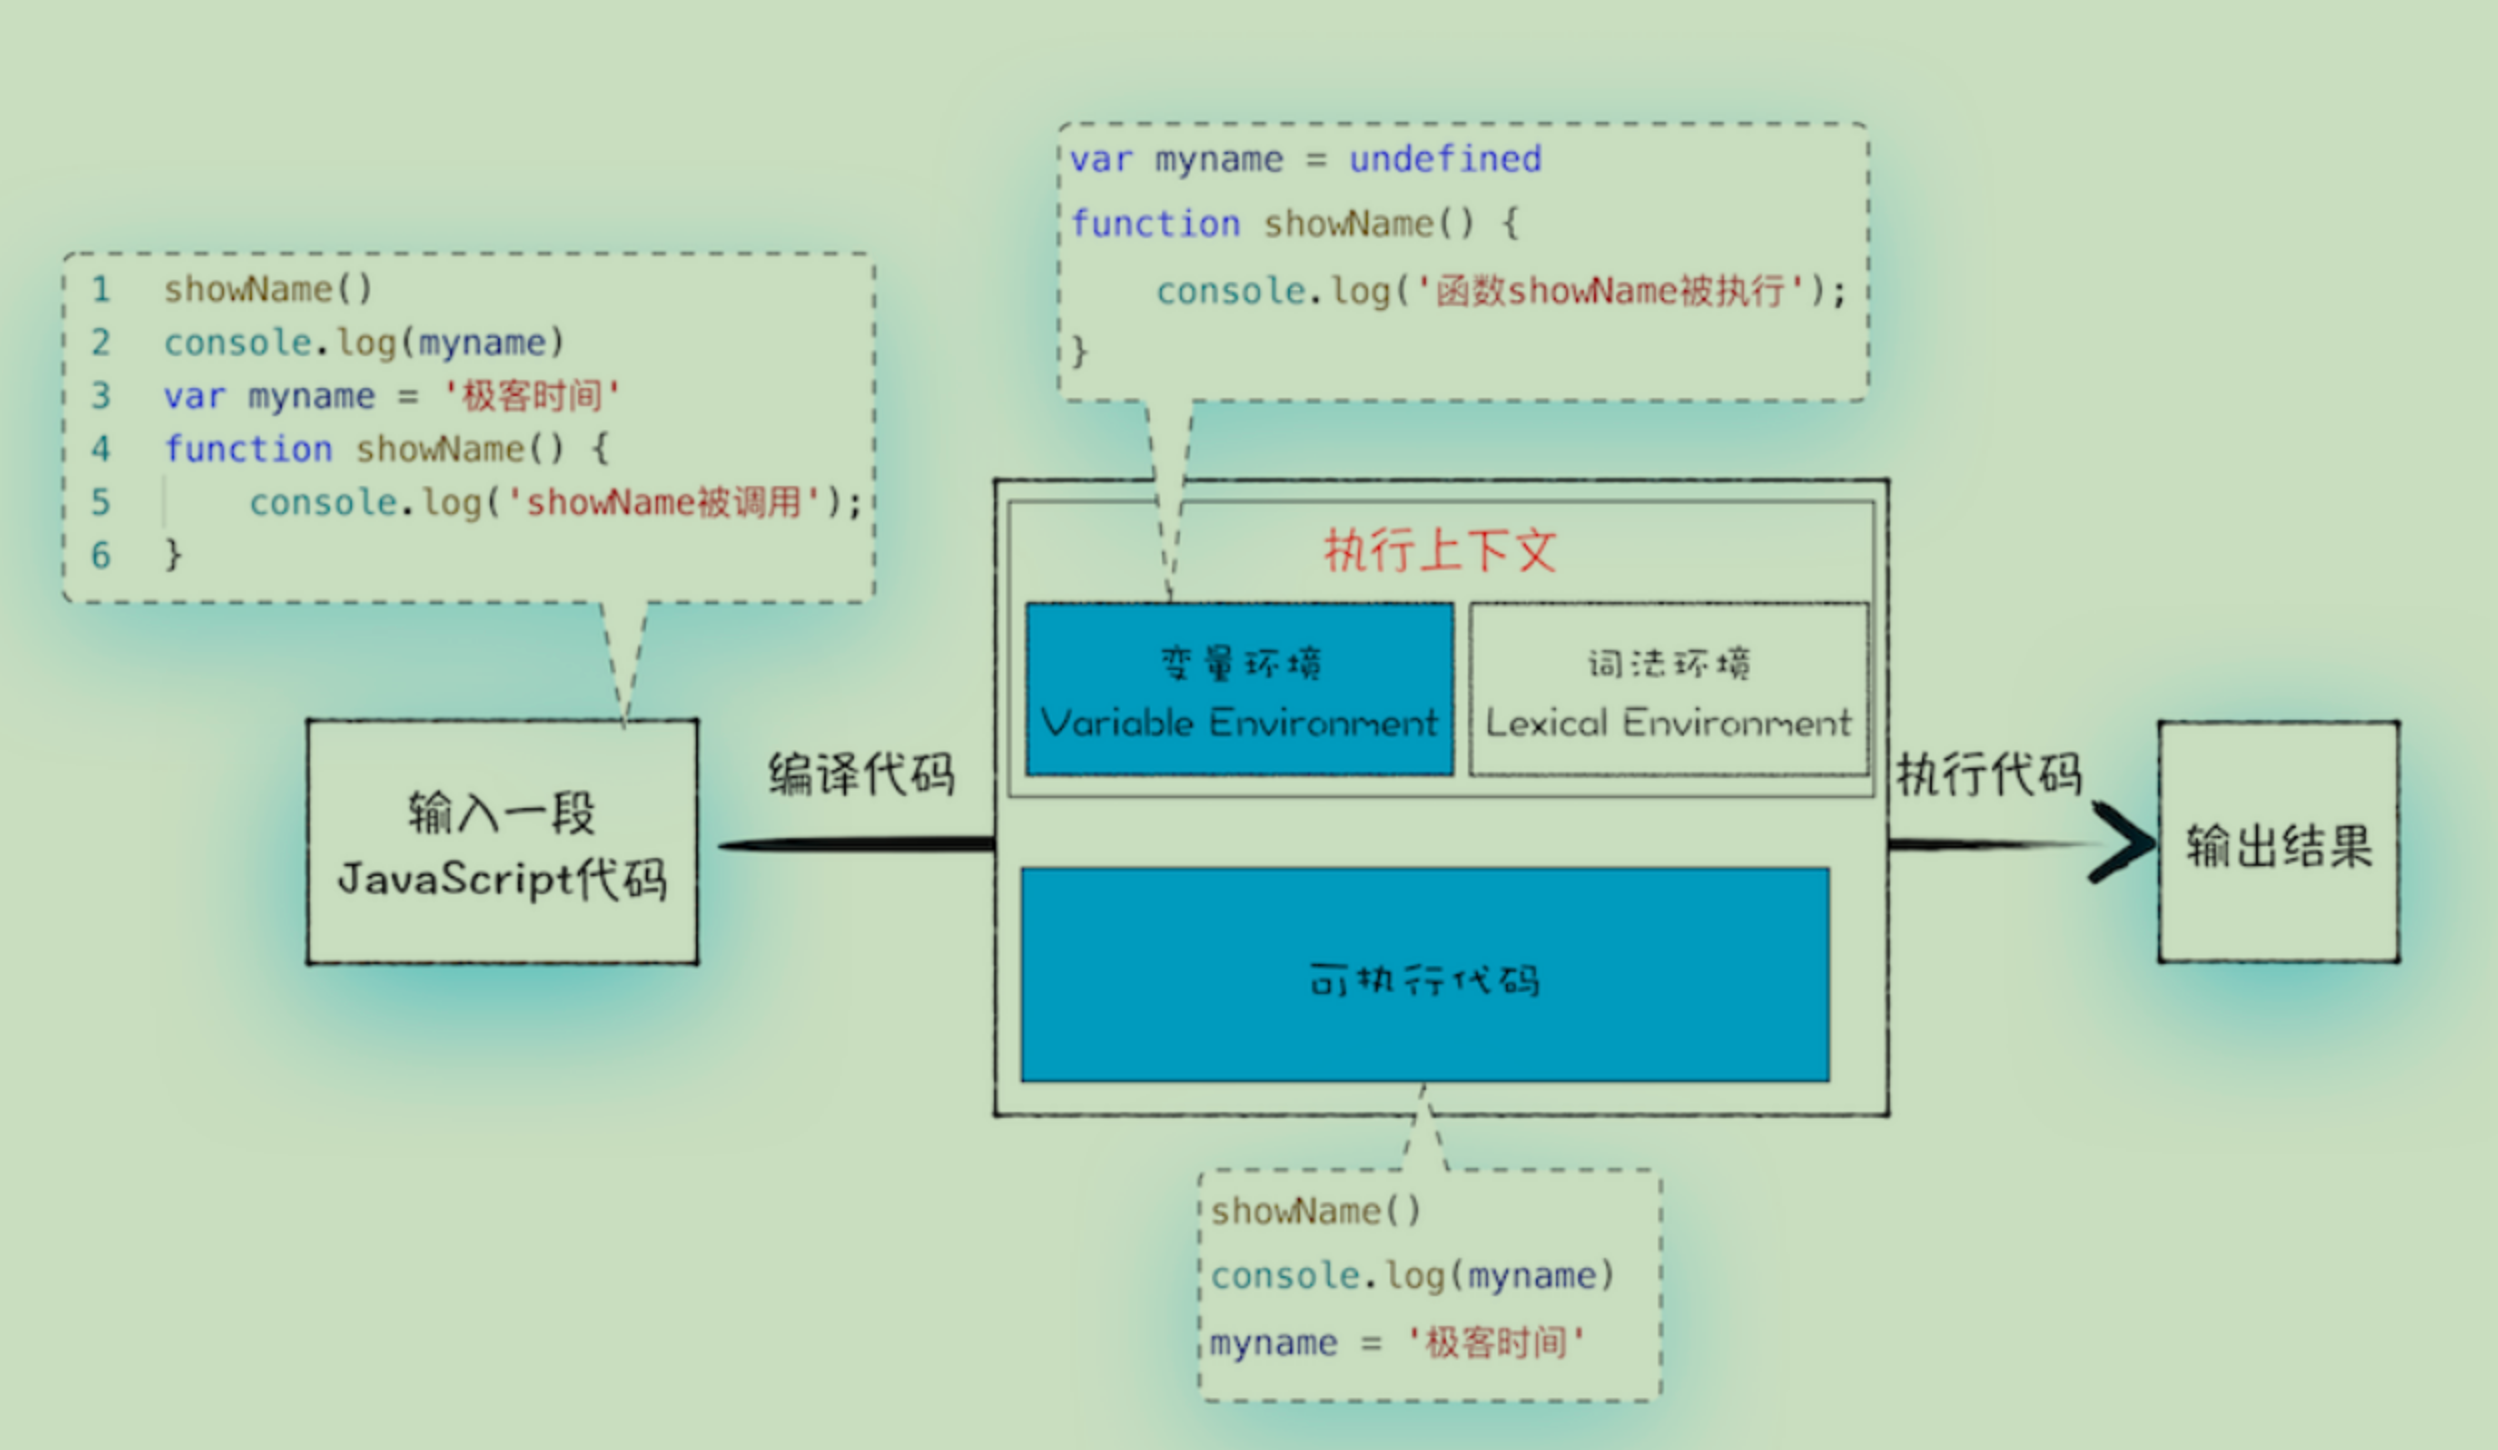 1 showName()
2 console.log(myname)
3 var myname = '极客时间'
4 function showName() {
5 console.log('showName被调用');
6 }
输入一段
JavaScript代码
编译代码
var myname = undefined
function showName() {
console.log('函数showName被执行');
}
执行上下文
变量环境
Variable Environment
词法环境
Lexical Environment
可执行代码
showName()
console.log(myname)
myname = '极客时间'
执行代码
输出结果